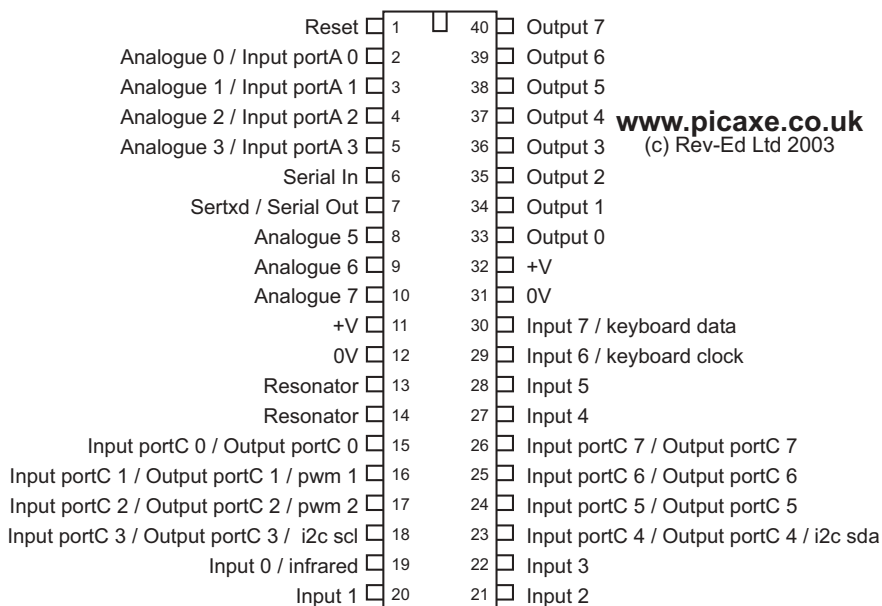 Reset 1 40 Output 7
Analogue 0 / Input portA 0 2 39 Output 6
Analogue 1 / Input portA 1 3 38 Output 5
Analogue 2 / Input portA 2 4 37 Output 4 www.picaxe.co.uk
Analogue 3 / Input portA 3 5 36 Output 3 (c) Rev-Ed Ltd 2003
Serial In 6 35 Output 2
Sertxd / Serial Out 7 34 Output 1
Analogue 5 8 33 Output 0
Analogue 6 9 32 +V
Analogue 7 10 31 0V
+V 11 30 Input 7 / keyboard data
0V 12 29 Input 6 / keyboard clock
Resonator 13 28 Input 5
Resonator 14 27 Input 4
Input portC 0 / Output portC 0 15 26 Input portC 7 / Output portC 7
Input portC 1 / Output portC 1 / pwm 1 16 25 Input portC 6 / Output portC 6
Input portC 2 / Output portC 2 / pwm 2 17 24 Input portC 5 / Output portC 5
Input portC 3 / Output portC 3 / i2c scl 18 23 Input portC 4 / Output portC 4 / i2c sda
Input 0 / infrared 19 22 Input 3
Input 1 20 21 Input 2